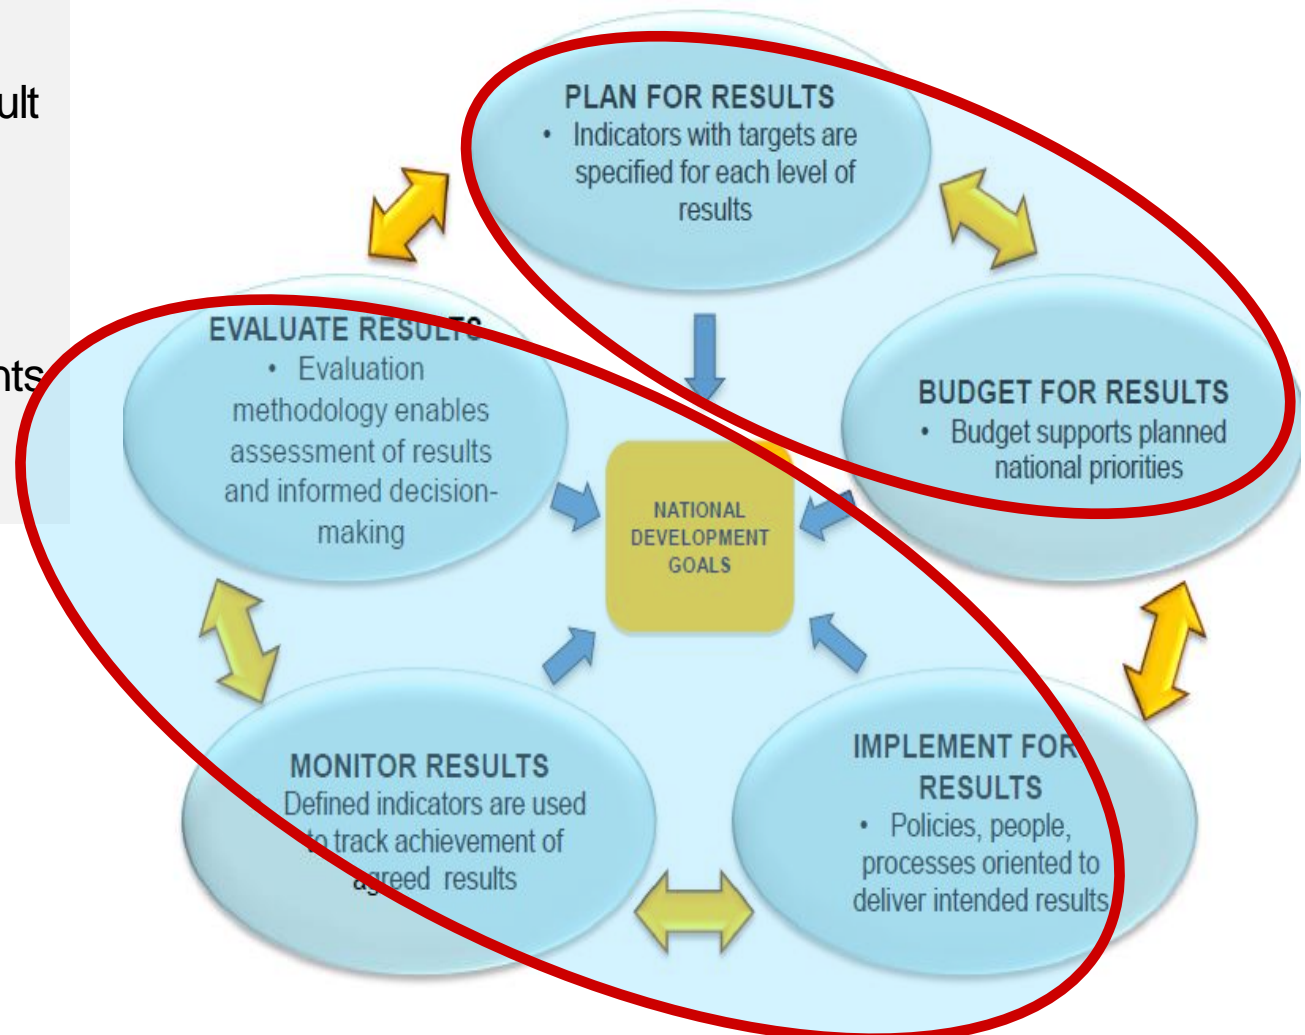 ult
nts
PLAN FOR RESULTS
• Indicators with targets are
specified for each level of
results
EVALUATE RESULTS
• Evaluation
methodology enables
assessment of results
and informed decision-
making
BUDGET FOR RESULTS
• Budget supports planned
national priorities
NATIONAL
DEVELOPMENT
GOALS
MONITOR RESULTS
Defined indicators are used
to track achievement of
agreed results
IMPLEMENT FOR
RESULTS
• Policies, people,
processes oriented to
deliver intended results